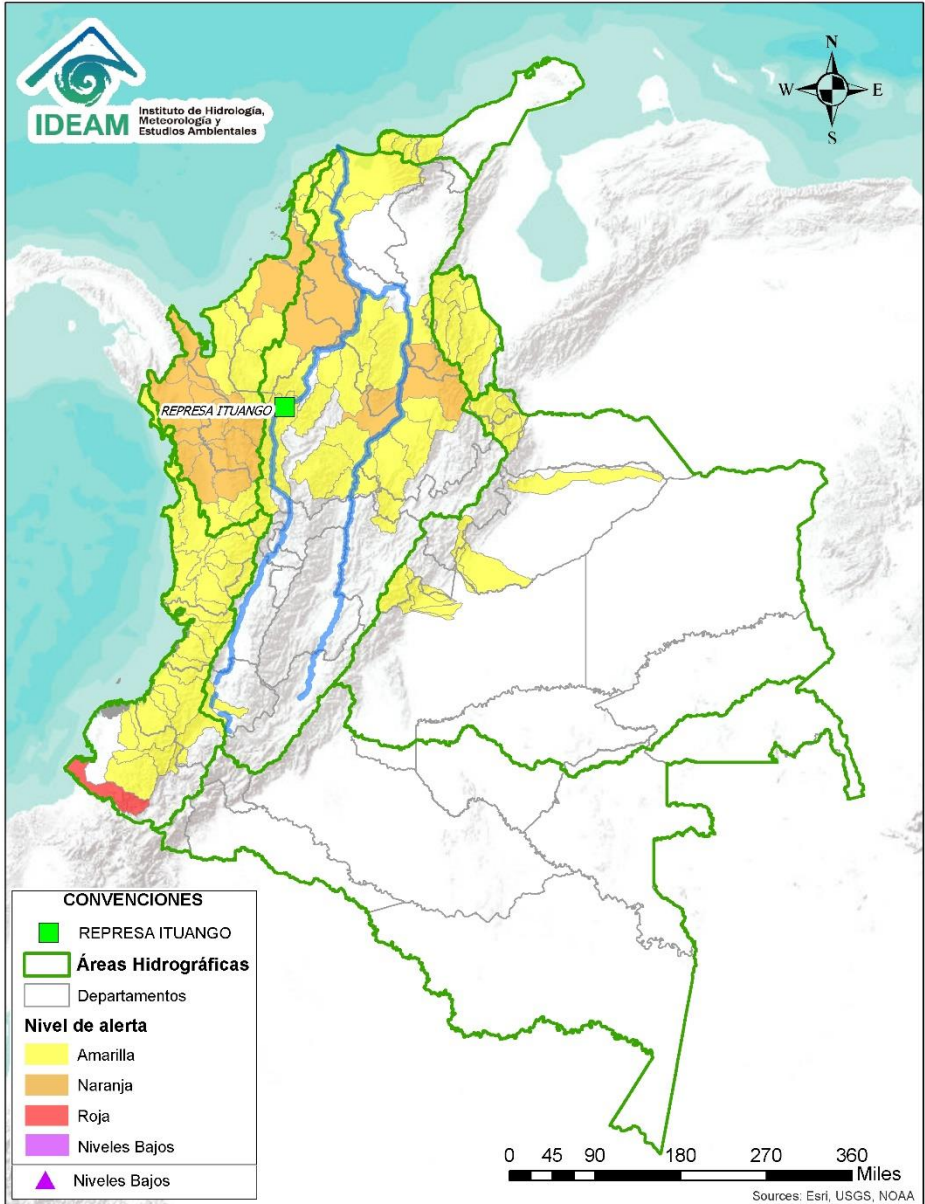 IDEAM
Instituto de Hidrología,
Meteorología y
Estudios Ambientales
N
W E
S
REPRESA ITUANGO
CONVENCIONES
REPRESA ITUANGO
Áreas Hidrográficas
Departamentos
Nivel de alerta
Amarilla
Naranja
Roja
Niveles Bajos
Niveles Bajos
0 45 90 180 270 360
Miles
Sources: Esri, USGS, NOAA